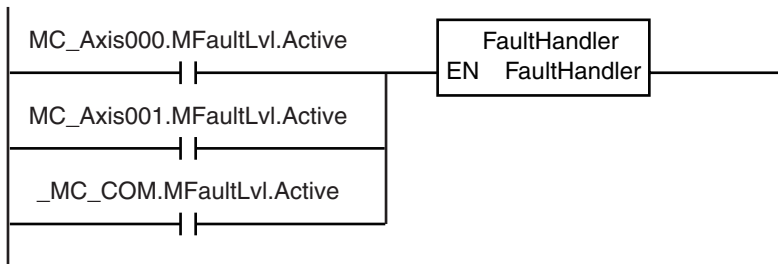 MC_Axis000.MFaultLvl.Active
FaultHandler
EN FaultHandler
MC_Axis001.MFaultLvl.Active
_MC_COM.MFaultLvl.Active